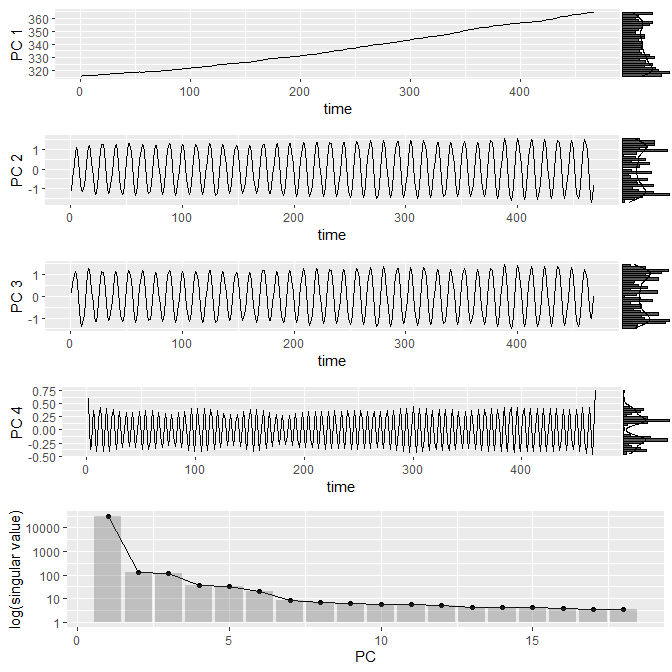 PC 1
360
350
340
330
320
0 100 200 300 400
time
PC 2
1
0
-1
0 100 200 300 400
time
PC 3
1
0
-1
0 100 200 300 400
time
PC 4
0.75
0.50
0.25
0.00
-0.25
-0.50
0 100 200 300 400
time
log(singular value)
10000
1000
100
10
1
0 5 10 15
PC